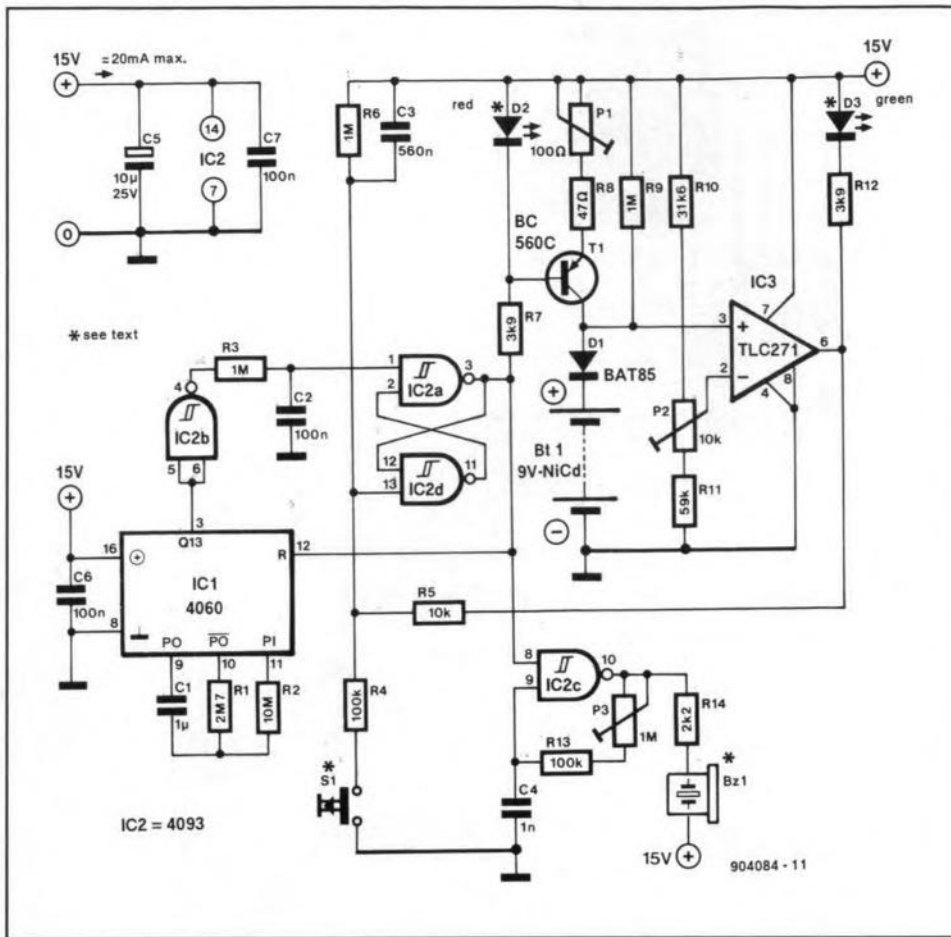 15V
= 20mA max.
C5
10µ
25V
14
IC2
7
C7
100n
0
* see text
R6
1M
C3
560n
red
*
D2
P1
100Ω
R8
47Ω
R9
1M
R10
31k6
15V
*
D3
green
R12
3k9
BC
560C
T1
R7
3k9
D1
BAT85
IC3
TLC271
3
+
2
−
7
6
8
4
P2
10k
R11
59k
Bt 1
9V-NiCd
+
−
R3
1M
4
IC2b
5
6
C2
100n
1
2
IC2a
3
12
13
IC2d
11
15V
16
C6
100n
8
3
Q13
R
12
IC1
4060
PO
PO
PI
9
10
11
C1
1µ
R1
2M7
R2
10M
R5
10k
R4
100k
*
S1
8
9
IC2c
10
P3
1M
R13
100k
C4
1n
R14
2k2
*
Bz1
15V
IC2 = 4093
904084 - 11